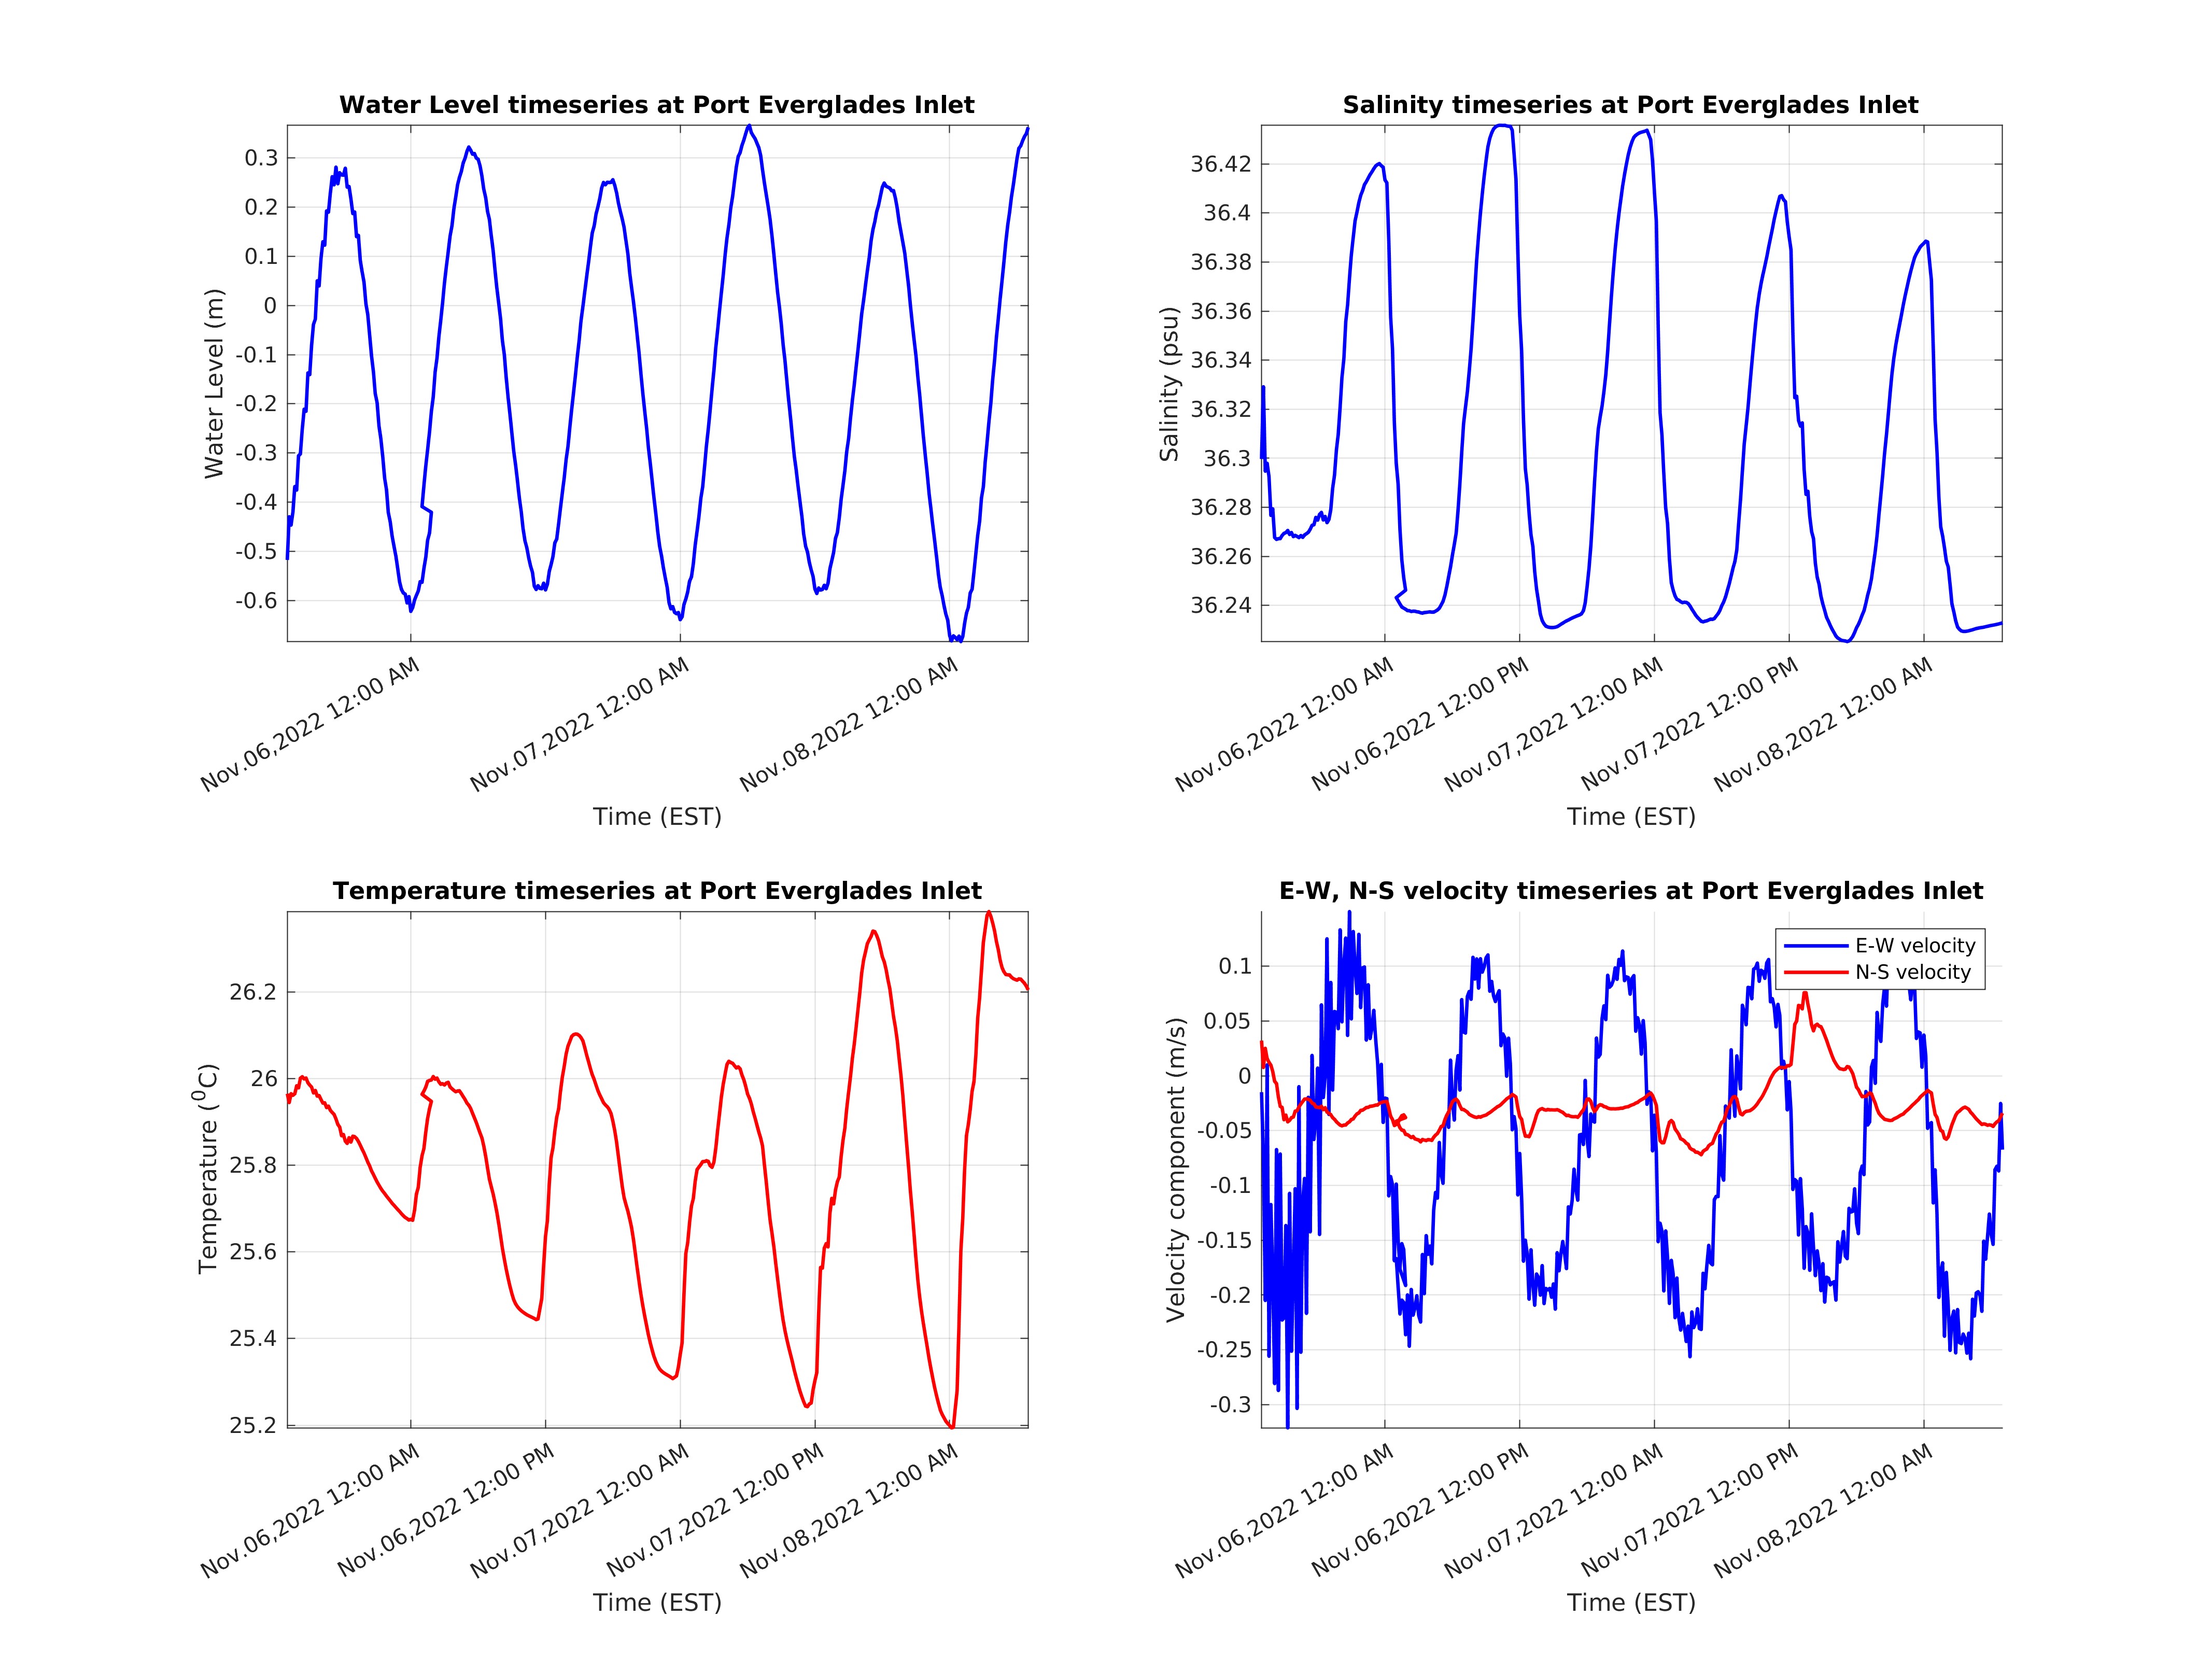 Water Level timeseries at Port Everglades Inlet
0.3
0.2
0.1
0
-0.1
-0.2
-0.3
-0.4
-0.5
-0.6
Water Level (m)
Nov.06,2022 12:00 AM
Nov.07,2022 12:00 AM
Nov.08,2022 12:00 AM
Time (EST)
Salinity timeseries at Port Everglades Inlet
36.42
36.4
36.38
36.36
36.34
36.32
36.3
36.28
36.26
36.24
Salinity (psu)
Nov.06,2022 12:00 AM
Nov.06,2022 12:00 PM
Nov.07,2022 12:00 AM
Nov.07,2022 12:00 PM
Nov.08,2022 12:00 AM
Time (EST)
Temperature timeseries at Port Everglades Inlet
26.2
26
25.8
25.6
25.4
25.2
Temperature (⁰C)
Nov.06,2022 12:00 AM
Nov.06,2022 12:00 PM
Nov.07,2022 12:00 AM
Nov.07,2022 12:00 PM
Nov.08,2022 12:00 AM
Time (EST)
E-W, N-S velocity timeseries at Port Everglades Inlet
E-W velocity
N-S velocity
0.1
0.05
0
-0.05
-0.1
-0.15
-0.2
-0.25
-0.3
Velocity component (m/s)
Nov.06,2022 12:00 AM
Nov.06,2022 12:00 PM
Nov.07,2022 12:00 AM
Nov.07,2022 12:00 PM
Nov.08,2022 12:00 AM
Time (EST)